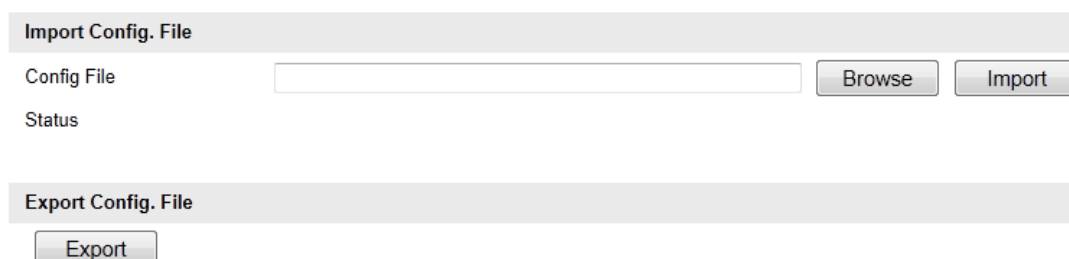 Import Config. File
Config File Browse Import
Status
Export Config. File
Export